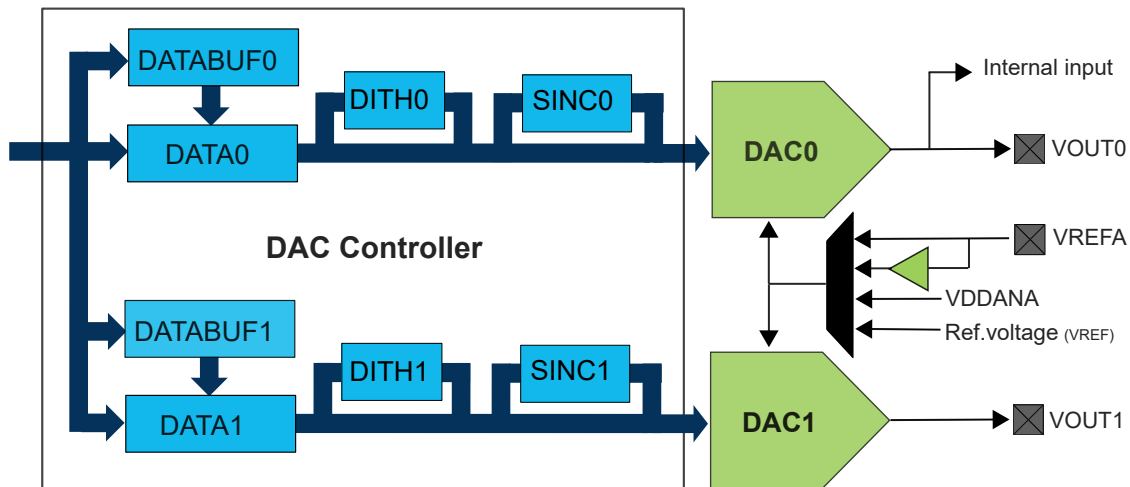 DATABUF0
DITH0
SINC0
Internal input
DATA0
DAC0
VOUT0
DAC Controller
VREFA
VDDANA
Ref.voltage (VREF)
DATABUF1
DITH1
SINC1
DATA1
DAC1
VOUT1